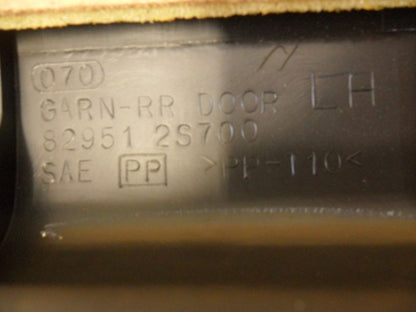 070
GARN-RR DOOR LH
82951 2S700
SAE PP >PP-T10<